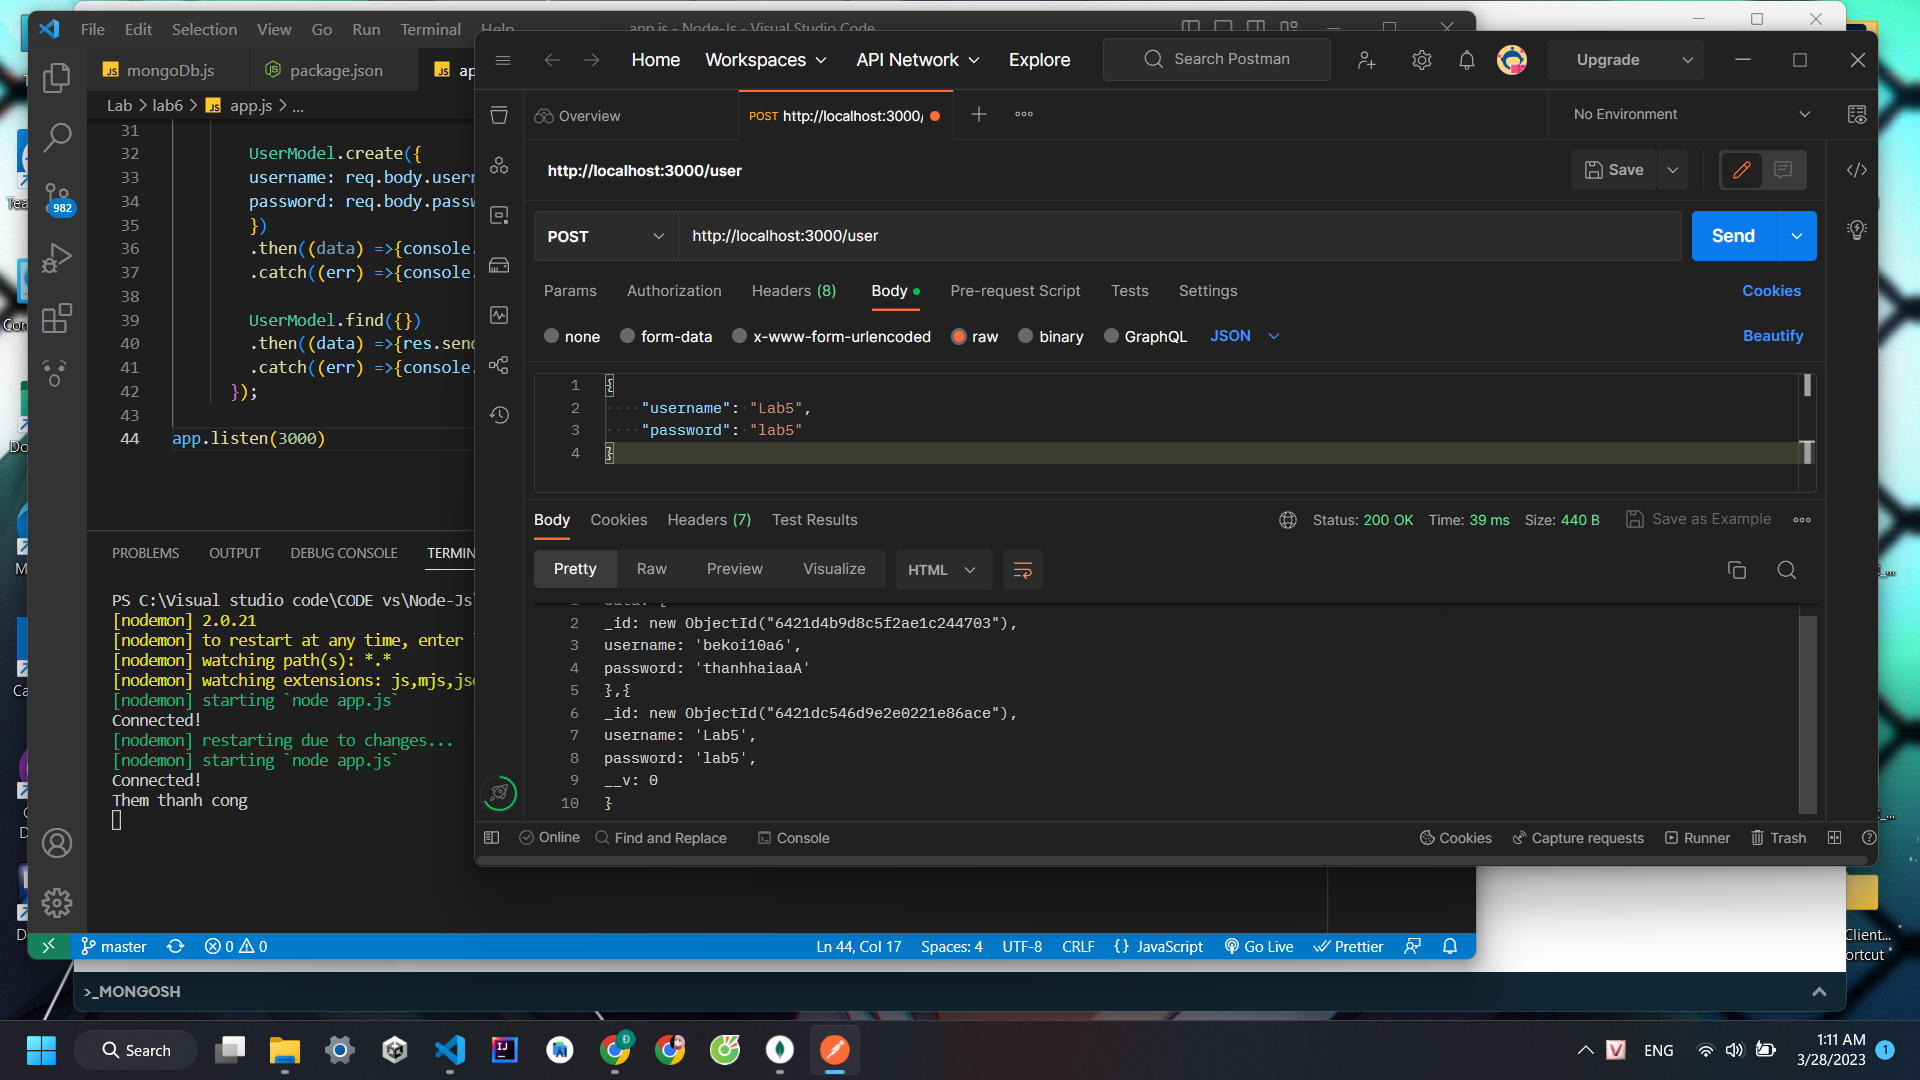 File Edit Selection View Go Run Terminal Help
app.js - Node-Js - Visual Studio Code
mongoDb.js
package.json
Lab > lab6 > app.js > ...
31
32 UserModel.create({
33 username: req.body.usern
34 password: req.body.passw
35 })
36 .then((data) =>{console.
37 .catch((err) =>{console.
38
39 UserModel.find({})
40 .then((data) =>{res.send
41 .catch((err) =>{console.
42 });
43
44 app.listen(3000)
982
PROBLEMS OUTPUT DEBUG CONSOLE TERMIN
PS C:\Visual studio code\CODE vs\Node-Js\
[nodemon] 2.0.21
[nodemon] to restart at any time, enter `
[nodemon] watching path(s): *.*
[nodemon] watching extensions: js,mjs,jso
[nodemon] starting `node app.js`
Connected!
[nodemon] restarting due to changes...
[nodemon] starting `node app.js`
Connected!
Them thanh cong
Home Workspaces API Network Explore
Search Postman
Upgrade
Overview
POST http://localhost:3000/
No Environment
http://localhost:3000/user
Save
POST http://localhost:3000/user
Send
Params Authorization Headers (8) Body Pre-request Script Tests Settings
Cookies
none form-data x-www-form-urlencoded raw binary GraphQL JSON
Beautify
1 {
2 "username": "Lab5",
3 "password": "lab5"
4 }
Body Cookies Headers (7) Test Results
Status: 200 OK Time: 39 ms Size: 440 B Save as Example
Pretty Raw Preview Visualize HTML
2 _id: new ObjectId("6421d4b9d8c5f2ae1c244703"),
3 username: 'bekoi10a6',
4 password: 'thanhhaiaaA'
5 },{
6 _id: new ObjectId("6421dc546d9e2e0221e86ace"),
7 username: 'Lab5',
8 password: 'lab5',
9 __v: 0
10 }
Online Find and Replace Console
Cookies Capture requests Runner Trash
master 0 0
Ln 44, Col 17 Spaces: 4 UTF-8 CRLF {} JavaScript Go Live Prettier
Client...
ortcut
>_MONGOSH
Search
ENG
1:11 AM
3/28/2023
1